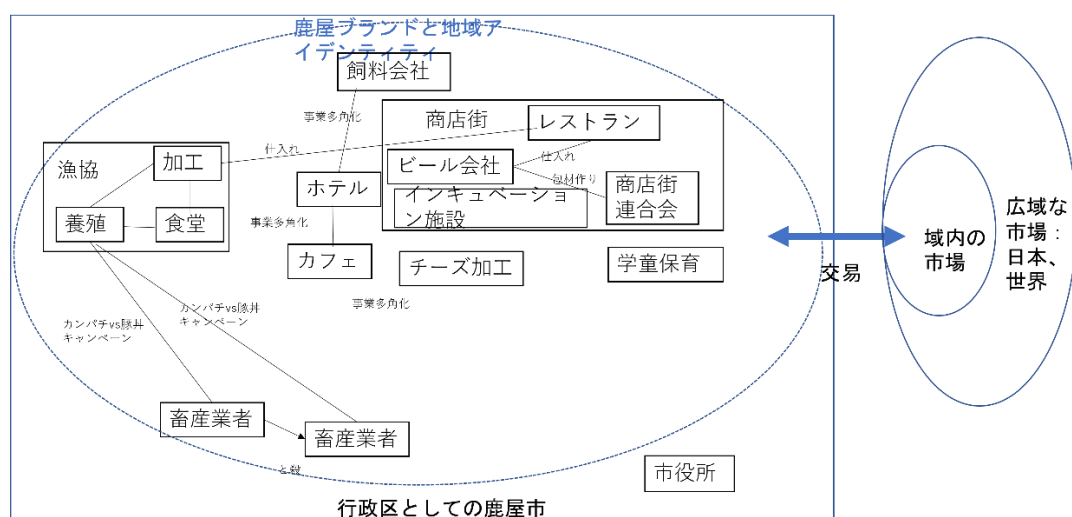 鹿屋ブランドと地域ア
イデンティティ
飼料会社
事業多角化
商店街
レストラン
仕入れ
漁協
加工
ビール会社
仕入れ
包材作り
ホテル
商店街
連合会
インキュベーショ
ン施設
養殖
食堂
事業多角化
カフェ
チーズ加工
学童保育
事業多角化
カンパチvs豚丼
キャンペーン
カンパチvs豚丼
キャンペーン
畜産業者
畜産業者
と殺
市役所
行政区としての鹿屋市
交易
域内の
市場
広域な
市場：
日本、
世界